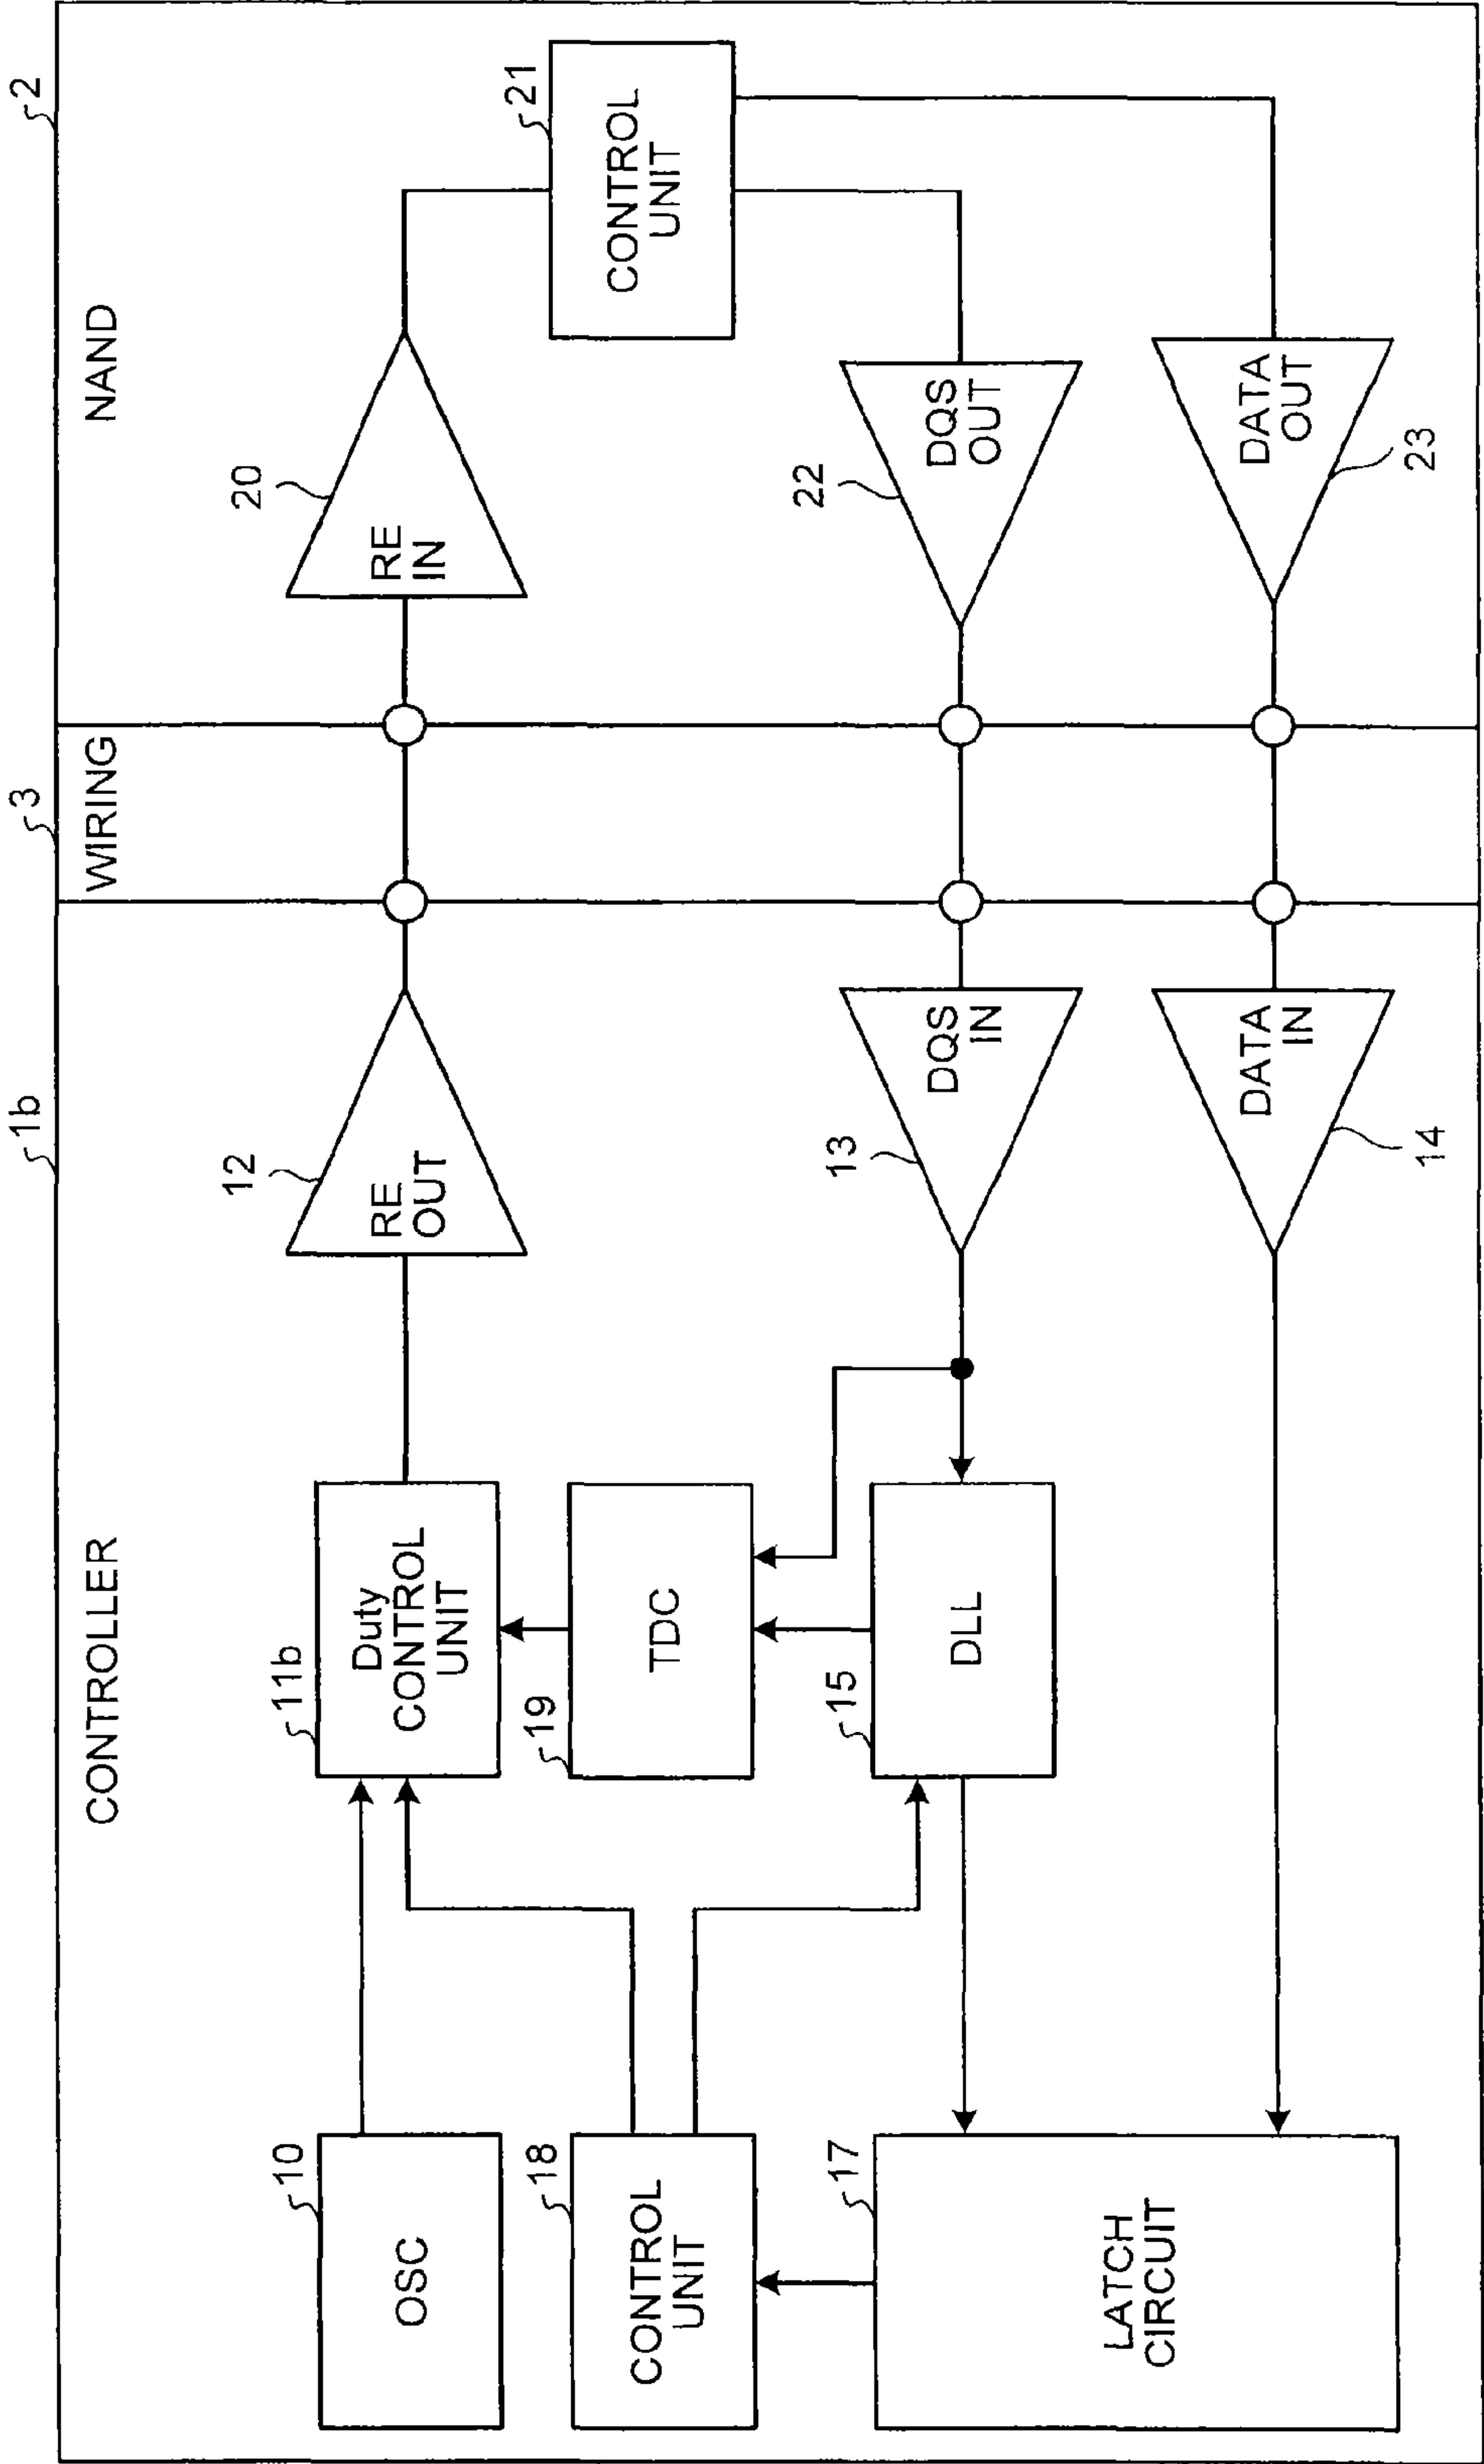 1b
3
2
CONTROLLER
WIRING
NAND
10
OSC
11b
Duty
CONTROL
UNIT
12
RE
OUT
20
RE
IN
21
CONTROL
UNIT
18
CONTROL
UNIT
19
TDC
17
LATCH
CIRCUIT
15
DLL
13
DQS
IN
22
DQS
OUT
14
DATA
IN
23
DATA
OUT